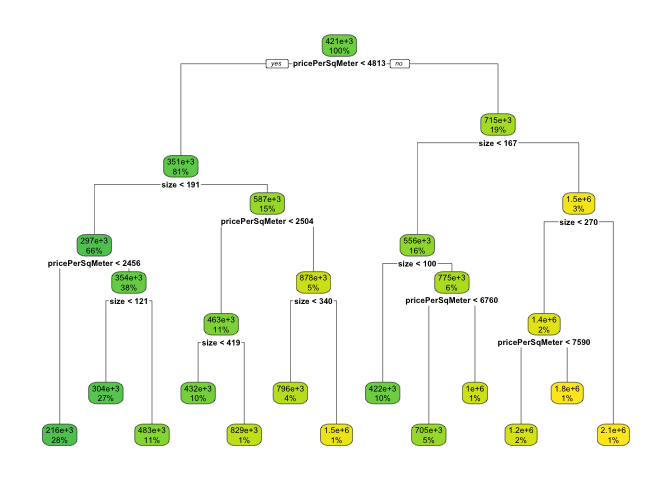 421e+3
100%
yes
pricePerSqMeter < 4813
no
715e+3
19%
size < 167
351e+3
81%
size < 191
587e+3
15%
pricePerSqMeter < 2504
1.5e+6
3%
size < 270
297e+3
66%
pricePerSqMeter < 2456
556e+3
16%
size < 100
354e+3
38%
size < 121
878e+3
5%
size < 340
775e+3
6%
pricePerSqMeter < 6760
463e+3
11%
size < 419
1.4e+6
2%
pricePerSqMeter < 7590
304e+3
27%
432e+3
10%
796e+3
4%
422e+3
10%
1e+6
1%
1.8e+6
1%
216e+3
28%
483e+3
11%
829e+3
1%
1.5e+6
1%
705e+3
5%
1.2e+6
2%
2.1e+6
1%